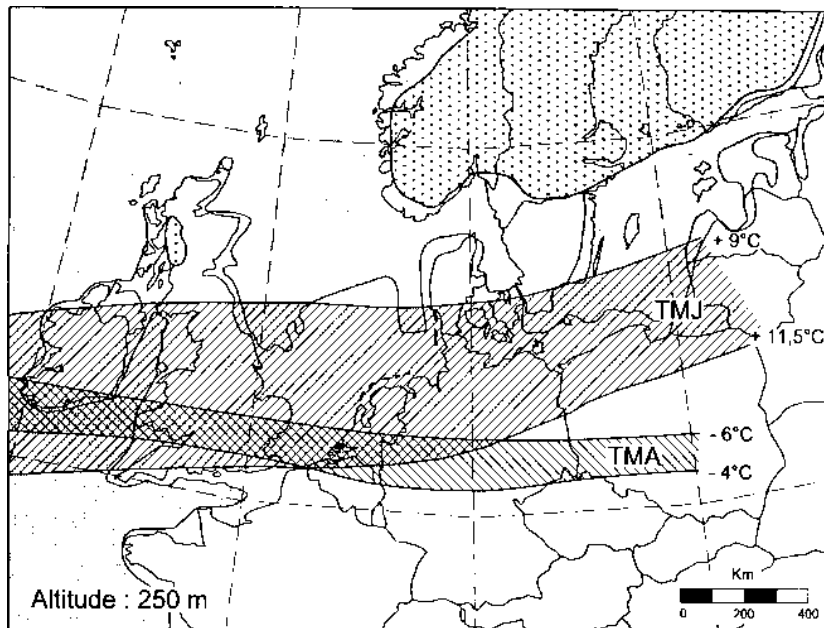 + 9°C
TMJ
+ 11,5°C
- 6°C
TMA
- 4°C
Altitude : 250 m
Km
0 200 400